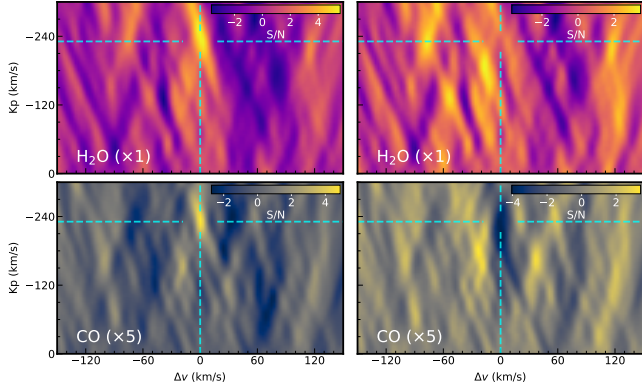 −2 0 2 4
S/N
−2 0 2
S/N
Kp (km/s)
−240
−120
0
H₂O (×1)
H₂O (×1)
−2 0 2 4
S/N
−4 −2 0 2
S/N
Kp (km/s)
−240
−120
0
CO (×5)
CO (×5)
−120 −60 0 60 120
−120 −60 0 60 120
Δv (km/s)
Δv (km/s)